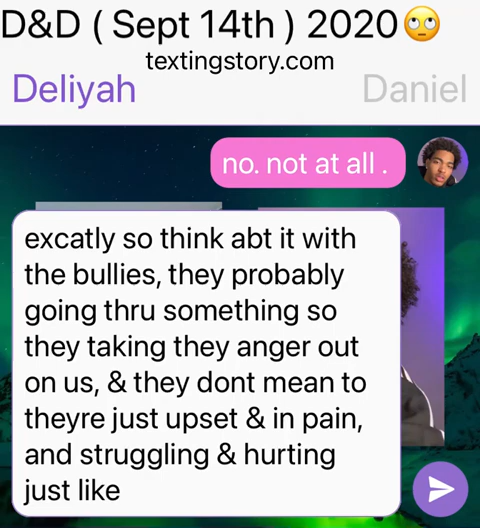 D&D ( Sept 14th ) 2020🙄
textingstory.com
Deliyah
Daniel
no. not at all .
excatly so think abt it with
the bullies, they probably
going thru something so
they taking they anger out
on us, & they dont mean to
theyre just upset & in pain,
and struggling & hurting
just like